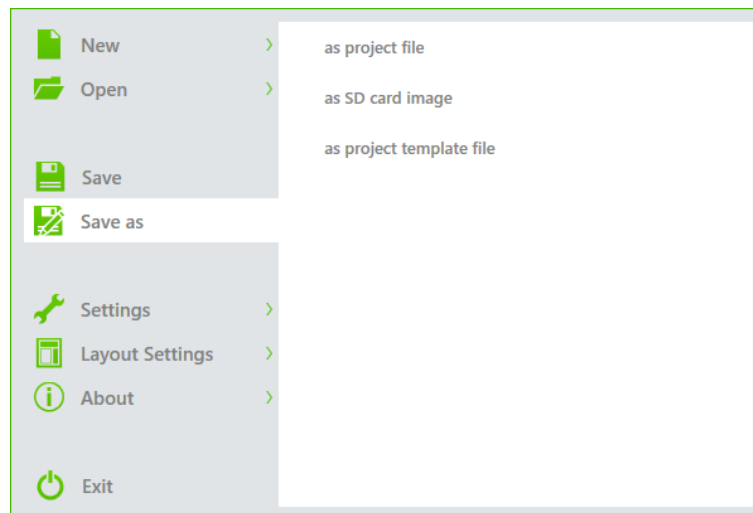 New
Open
Save
Save as
Settings
Layout Settings
About
Exit
as project file
as SD card image
as project template file